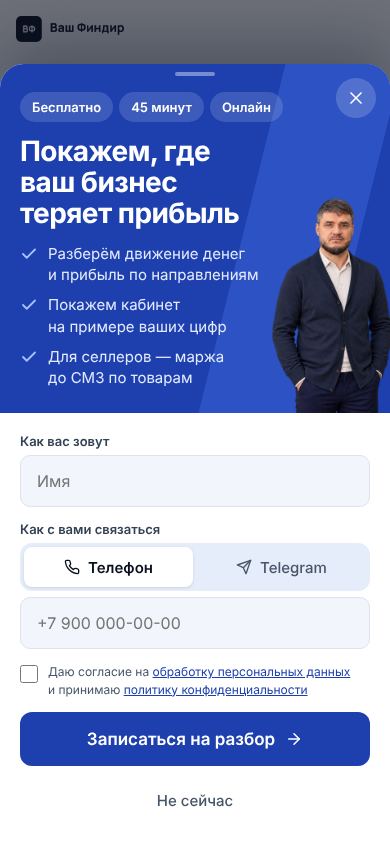 ВФ
Ваш Финдир
Бесплатно
45 минут
Онлайн
Покажем, где
ваш бизнес
теряет прибыль
Разберём движение денег
и прибыль по направлениям
Покажем кабинет
на примере ваших цифр
Для селлеров — маржа
до СМЗ по товарам
Как вас зовут
Имя
Как с вами связаться
Телефон
Telegram
+7 900 000-00-00
Даю согласие на обработку персональных данных
и принимаю политику конфиденциальности
Записаться на разбор
Не сейчас